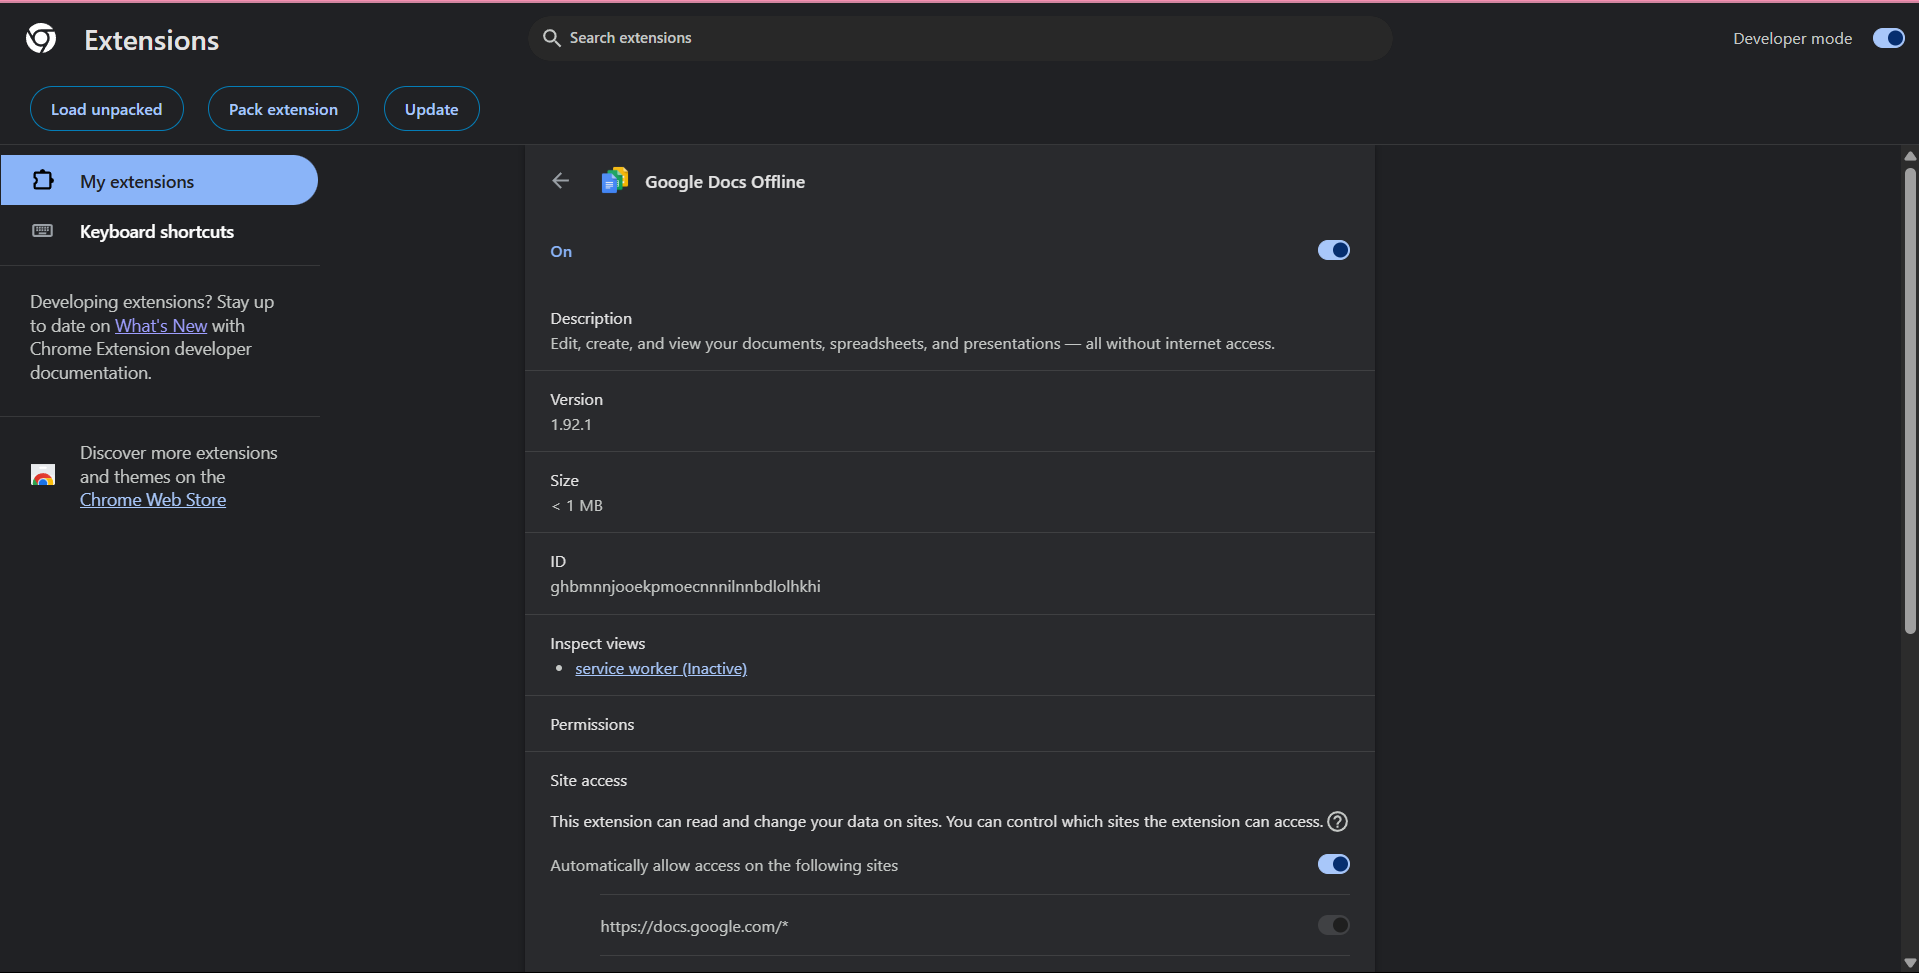 Extensions
Search extensions
Developer mode
Load unpacked
Pack extension
Update
My extensions
Keyboard shortcuts
Developing extensions? Stay up
to date on What's New with
Chrome Extension developer
documentation.
Discover more extensions
and themes on the
Chrome Web Store
Google Docs Offline
On
Description
Edit, create, and view your documents, spreadsheets, and presentations — all without internet access.
Version
1.92.1
Size
< 1 MB
ID
ghbmnnjooekpmoecnnnilnnbdlolhkhi
Inspect views
• service worker (Inactive)
Permissions
Site access
This extension can read and change your data on sites. You can control which sites the extension can access.
Automatically allow access on the following sites
https://docs.google.com/*